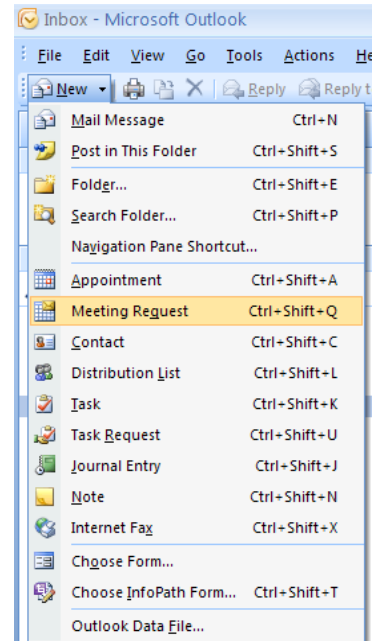 Inbox - Microsoft Outlook
File Edit View Go Tools Actions He
New Reply Reply t
Mail Message Ctrl+N
Post in This Folder Ctrl+Shift+S
Folder... Ctrl+Shift+E
Search Folder... Ctrl+Shift+P
Navigation Pane Shortcut...
Appointment Ctrl+Shift+A
Meeting Request Ctrl+Shift+Q
Contact Ctrl+Shift+C
Distribution List Ctrl+Shift+L
Task Ctrl+Shift+K
Task Request Ctrl+Shift+U
Journal Entry Ctrl+Shift+J
Note Ctrl+Shift+N
Internet Fax Ctrl+Shift+X
Choose Form...
Choose InfoPath Form... Ctrl+Shift+T
Outlook Data File...